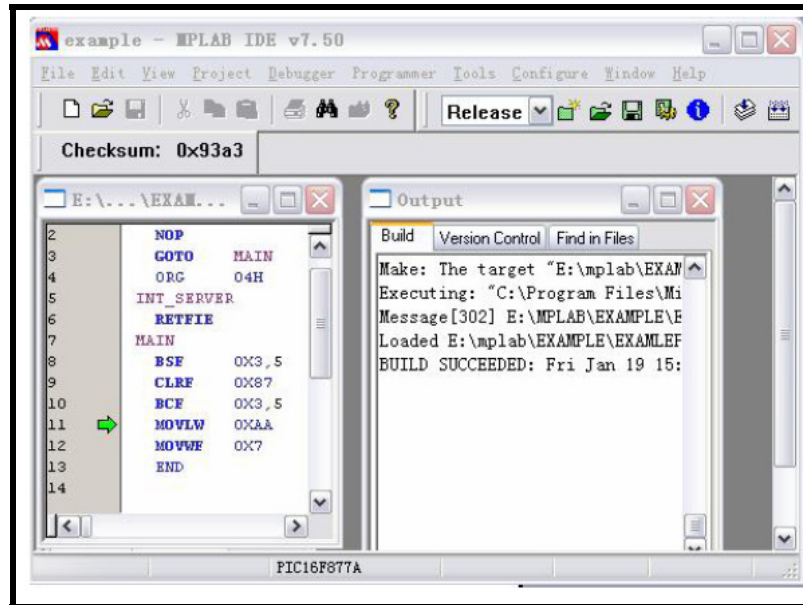 example - MPLAB IDE v7.50
File Edit View Project Debugger Programmer Tools Configure Window Help
Release
Checksum: 0x93a3
E:\...\EXAM...
2 NOP
3 GOTO MAIN
4 ORG 04H
5 INT_SERVER
6 RETFIE
7 MAIN
8 BSF 0X3,5
9 CLRF 0X87
10 BCF 0X3,5
11 MOVLW 0XAA
12 MOVWF 0X7
13 END
14
Output
Build Version Control Find in Files
Make: The target "E:\mplab\EXAM
Executing: "C:\Program Files\Mi
Message[302] E:\MPLAB\EXAMPLE\E
Loaded E:\mplab\EXAMPLE\EXAMLEF
BUILD SUCCEEDED: Fri Jan 19 15:
PIC16F877A